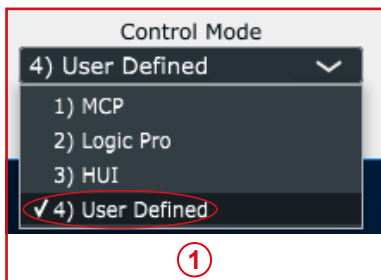 Control Mode
4) User Defined
1) MCP
2) Logic Pro
3) HUI
✓ 4) User Defined
1